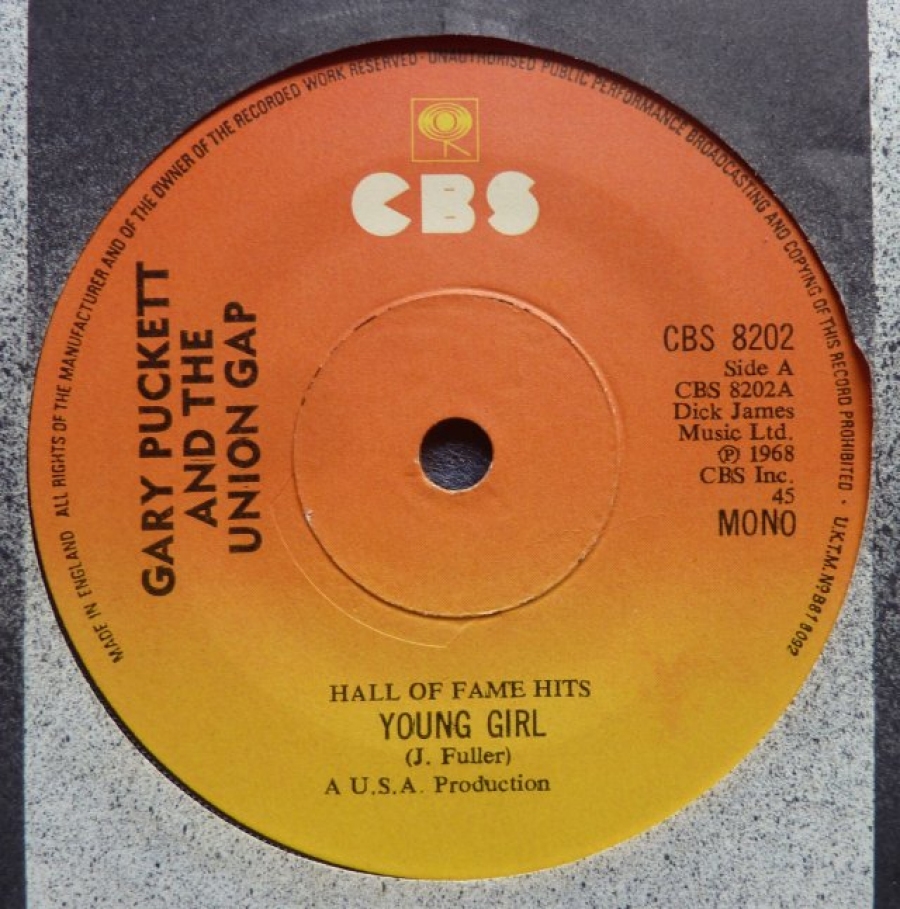 MADE IN ENGLAND ALL RIGHTS OF THE MANUFACTURER AND OF THE OWNER OF THE RECORDED WORK RESERVED · UNAUTHORISED PUBLIC PERFORMANCE BROADCASTING AND COPYING OF THIS RECORD PROHIBITED · U.K.T.M. Nº B818092
CBS
GARY PUCKETT
AND THE
UNION GAP
CBS 8202
Side A
CBS 8202A
Dick James
Music Ltd.
℗ 1968
CBS Inc.
45
MONO
HALL OF FAME HITS
YOUNG GIRL
(J. Fuller)
A U.S.A. Production